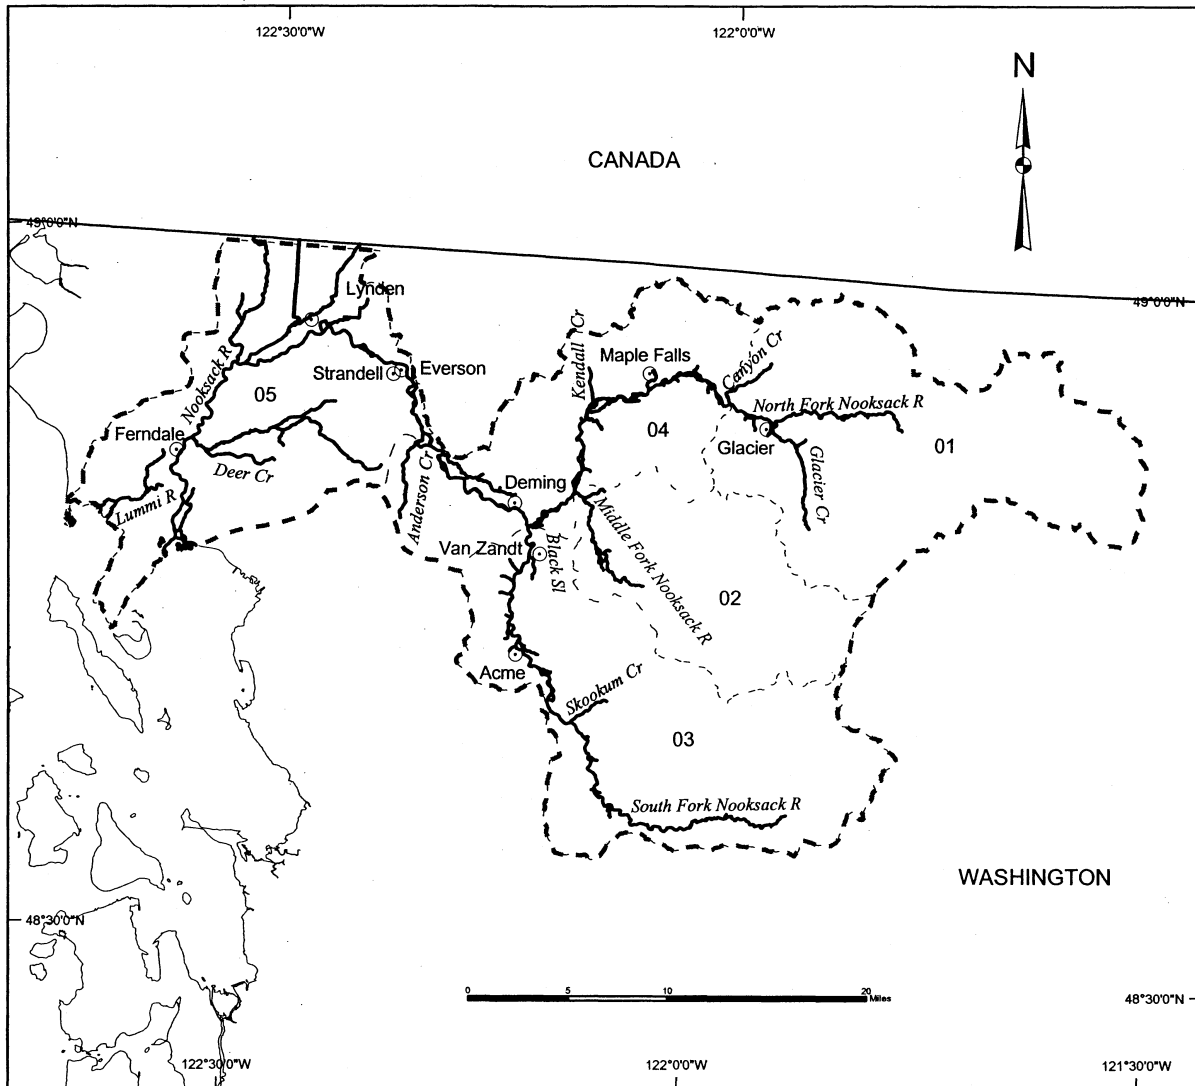 122°30'0"W
122°0'0"W
N
CANADA
49°0'0"N
49°0'0"N
Lynden
Kendall Cr
Maple Falls
Canyon Cr
Nooksack R
Strandell
Everson
05
North Fork Nooksack R
04
01
Ferndale
Glacier
Deer Cr
Glacier Cr
Anderson Cr
Deming
Lummi R
Middle Fork Nooksack R
Van Zandt
Black Sl
02
Acme
Skookum Cr
03
South Fork Nooksack R
WASHINGTON
48°30'0"N
0 5 10 20
Miles
48°30'0"N
122°30'0"W
122°0'0"W
121°30'0"W